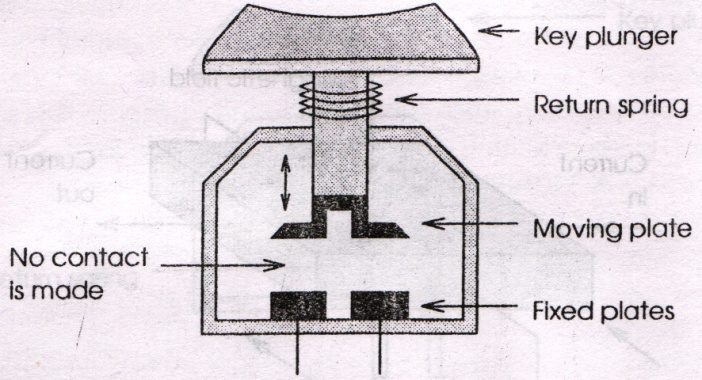 Key plunger
Return spring
Moving plate
No contact
is made
Fixed plates